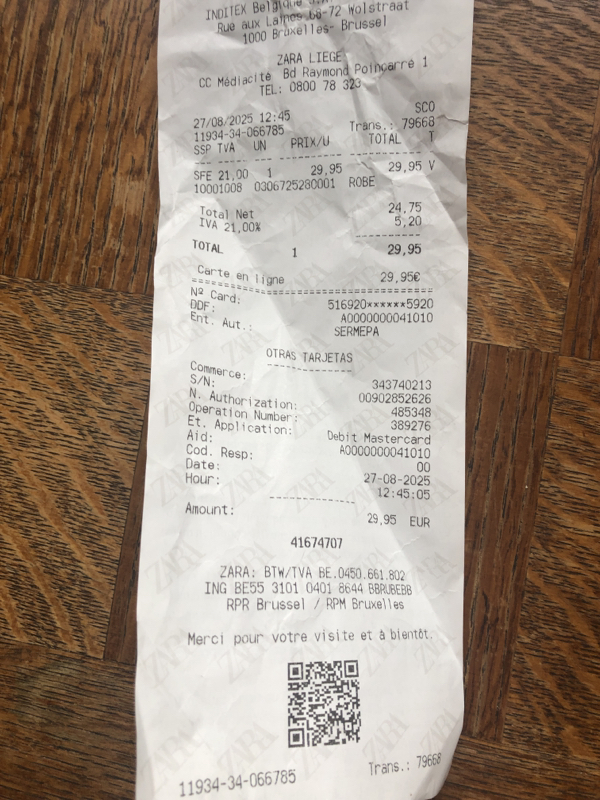 INDITEX Belgique S.A.
Rue aux Laines 68-72 Wolstraat
1000 Bruxelles- Brussel
ZARA LIEGE
CC Médiacité Bd Raymond Poincarré 1
TEL: 0800 78 323
SCO
27/08/2025 12:45
11934-34-066785 Trans.: 79668
SSP TVA UN PRIX/U TOTAL T
SFE 21,00 1 29,95 29,95 V
10001008 0306725280001 ROBE
Total Net 24,75
IVA 21,00% 5,20
TOTAL 1 29,95
Carte en ligne 29,95€
Nº Card: 516920******5920
DDF: A0000000041010
Ent. Aut.: SERMEPA
OTRAS TARJETAS
Commerce: 343740213
S/N: 00902852626
N. Authorization: 485348
Operation Number: 389276
Et. Application: Debit Mastercard
Aid: A0000000041010
Cod. Resp: 00
Date: 27-08-2025
Hour: 12:45:05
Amount: 29,95 EUR
41674707
ZARA: BTW/TVA BE.0450.661.802
ING BE55 3101 0401 8644 BBRUBEBB
RPR Brussel / RPM Bruxelles
Merci pour votre visite et à bientôt.
11934-34-066785 Trans.: 79668